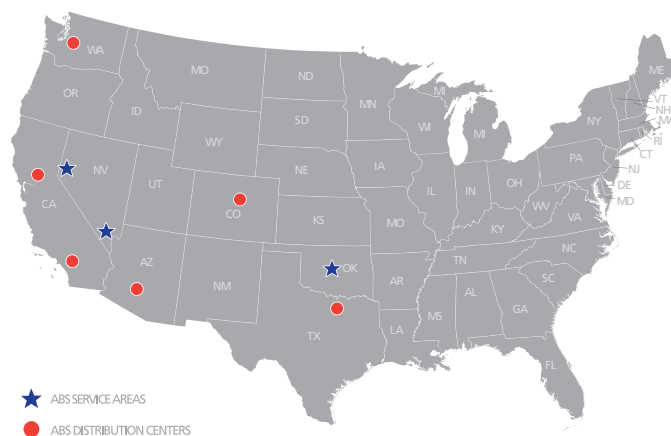 WA
MO
ND
MN
MI
ME
VT
NH
MA
RI
CT
NY
OR
ID
SD
WI
MI
WY
PA
NJ
NE
IA
DE
MD
NV
UT
CO
IL
IN
OH
WV
VA
CA
KS
MO
KY
NC
AZ
NM
OK
AR
TN
SC
TX
LA
MS
AL
GA
FL
ABS SERVICE AREAS
ABS DISTRIBUTION CENTERS